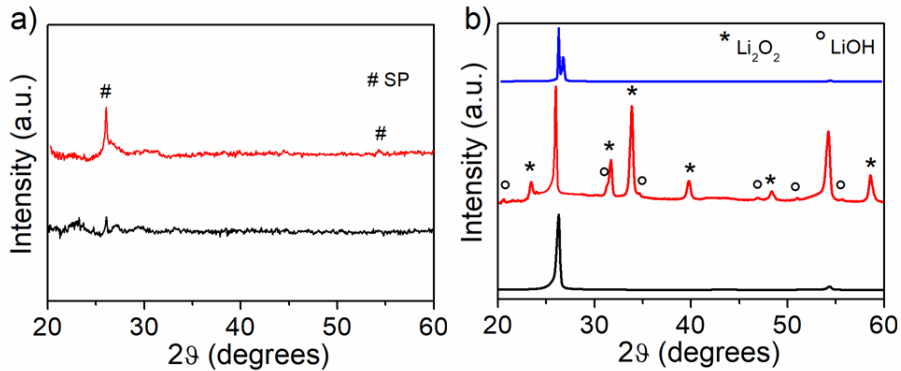 a)
#
# SP
#
Intensity (a.u.)
20 30 40 50 60
2ϑ (degrees)
b)
* Li₂O₂ ° LiOH
*
*
*
*
*
*
°
°
°
°
°
°
Intensity (a.u.)
20 30 40 50 60
2ϑ (degrees)